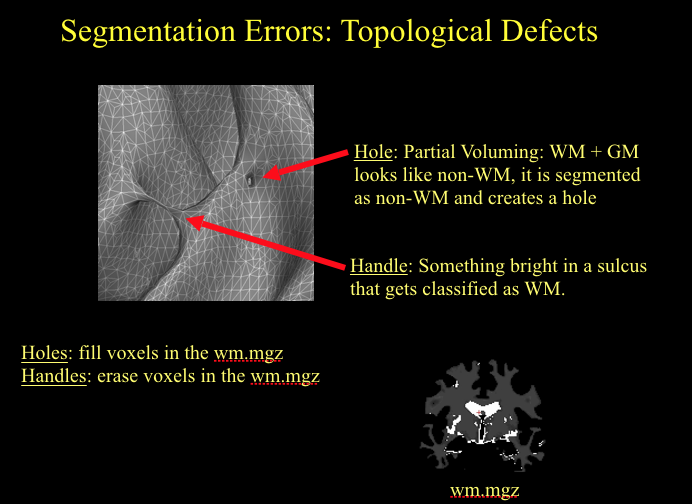 Segmentation Errors: Topological Defects
Hole: Partial Voluming: WM + GM
looks like non-WM, it is segmented
as non-WM and creates a hole
Handle: Something bright in a sulcus
that gets classified as WM.
Holes: fill voxels in the wm.mgz
Handles: erase voxels in the wm.mgz
wm.mgz